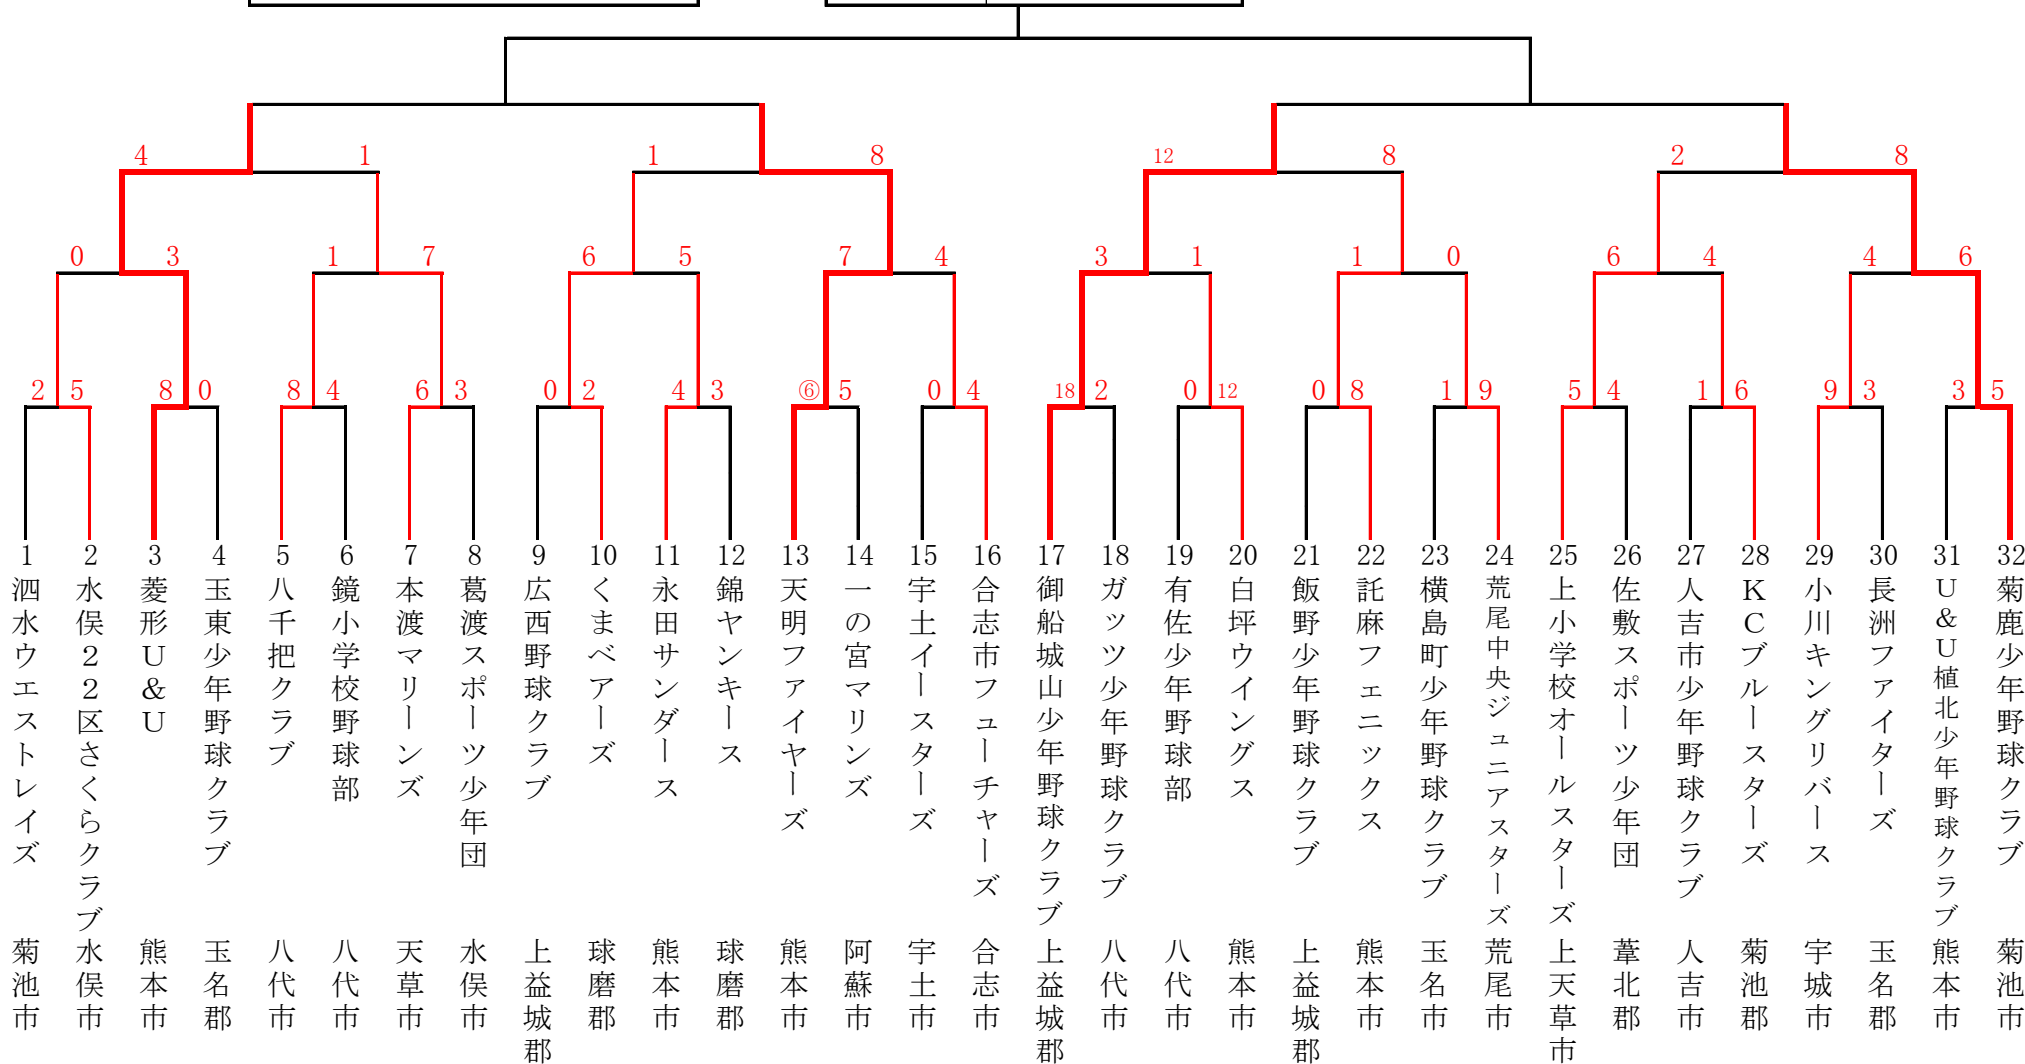 4 1 1 8 12 8 2 8
0 3 1 7 6 5 7 4 3 1 1 0 6 4 4 6
2 5 8 0 8 4 6 3 0 2 4 3 ⑥ 5 0 4 18 2 0 12 0 8 1 9 5 4 1 6 9 3 3 5
1 泗水ウエストレイズ 菊池市
2 水俣22区さくらクラブ 水俣市
3 菱形U&U 熊本市
4 玉東少年野球クラブ 玉名郡
5 八千把クラブ 八代市
6 鏡小学校野球部 八代市
7 本渡マリーンズ 天草市
8 葛渡スポーツ少年団 水俣市
9 広西野球クラブ 上益城郡
10 くまベアーズ 球磨郡
11 永田サンダース 熊本市
12 錦ヤンキース 球磨郡
13 天明ファイヤーズ 熊本市
14 一の宮マリンズ 阿蘇市
15 宇土イースターズ 宇土市
16 合志市フューチャーズ 合志市
17 御船城山少年野球クラブ 上益城郡
18 ガッツ少年野球クラブ 八代市
19 有佐少年野球部 八代市
20 白坪ウイングス 熊本市
21 飯野少年野球クラブ 上益城郡
22 託麻フェニックス 熊本市
23 横島町少年野球クラブ 玉名市
24 荒尾中央ジュニアスターズ 荒尾市
25 上小学校オールスターズ 上天草市
26 佐敷スポーツ少年団 葦北郡
27 人吉市少年野球クラブ 人吉市
28 KCブルースターズ 菊池郡
29 小川キングリバース 宇城市
30 長洲ファイターズ 玉名郡
31 U&U植北少年野球クラブ 熊本市
32 菊鹿少年野球クラブ 菊池市